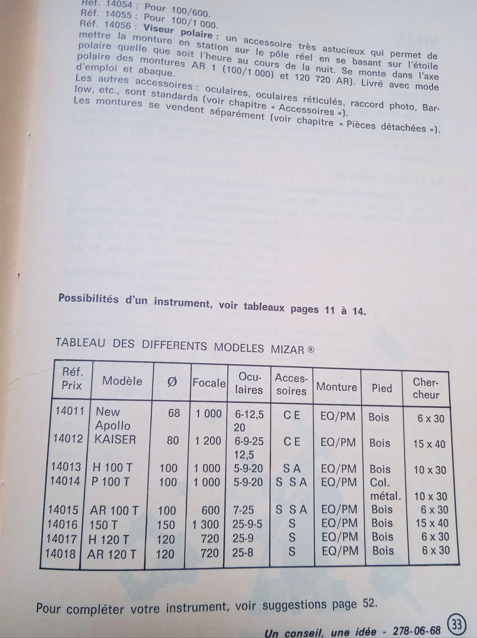 Réf. 14054 : Pour 100/600.
Réf. 14055 : Pour 100/1 000.
Réf. 14056 : Viseur polaire : un accessoire très astucieux qui permet de
mettre la monture en station sur le pôle réel en se basant sur l'étoile
polaire quelle que soit l'heure au cours de la nuit. Se monte dans l'axe
polaire des montures AR 1 (100/1 000) et 120 720 AR). Livré avec mode
d'emploi et abaque.
Les autres accessoires : oculaires, oculaires réticulés, raccord photo, Bar-
low, etc., sont standards (voir chapitre « Accessoires »).
Les montures se vendent séparément (voir chapitre « Pièces détachées »).
Possibilités d'un instrument, voir tableaux pages 11 à 14.
TABLEAU DES DIFFERENTS MODELES MIZAR ®
Réf. Prix Modèle Ø Focale Ocu- laires Acces- soires Monture Pied Cher- cheur
14011 New Apollo 68 1 000 6-12,5 20 C E EQ/PM Bois 6 x 30
14012 KAISER 80 1 200 6-9-25 12,5 C E EQ/PM Bois 15 x 40
14013 H 100 T 100 1 000 5-9-20 S A EQ/PM Bois 10 x 30
14014 P 100 T 100 1 000 5-9-20 S S A EQ/PM Col. métal. 10 x 30
14015 AR 100 T 100 600 7-25 S S A EQ/PM Bois 6 x 30
14016 150 T 150 1 300 25-9-5 S EQ/PM Bois 15 x 40
14017 H 120 T 120 720 25-9 S EQ/PM Bois 6 x 30
14018 AR 120 T 120 720 25-8 S EQ/PM Bois 6 x 30
Pour compléter votre instrument, voir suggestions page 52.
Un conseil, une idée - 278-06-68 33